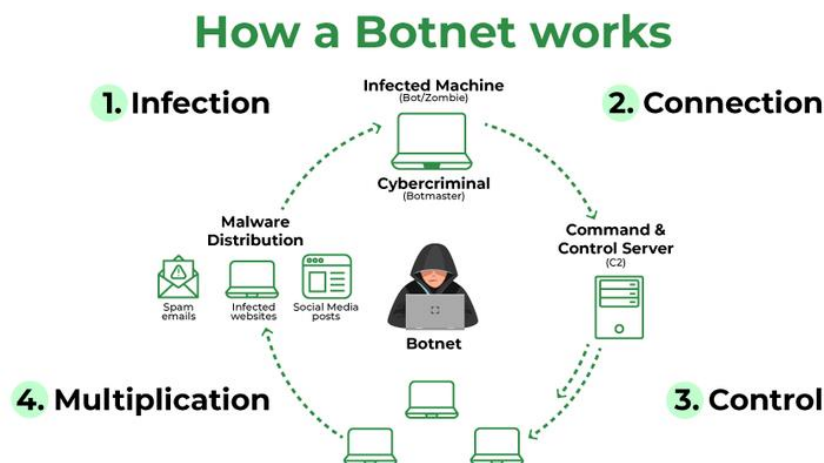 How a Botnet works
1. Infection
Infected Machine
(Bot/Zombie)
2. Connection
Cybercriminal
(Botmaster)
Malware
Distribution
Command &
Control Server
(C2)
Spam
emails
Infected
websites
Social Media
posts
Botnet
4. Multiplication
3. Control